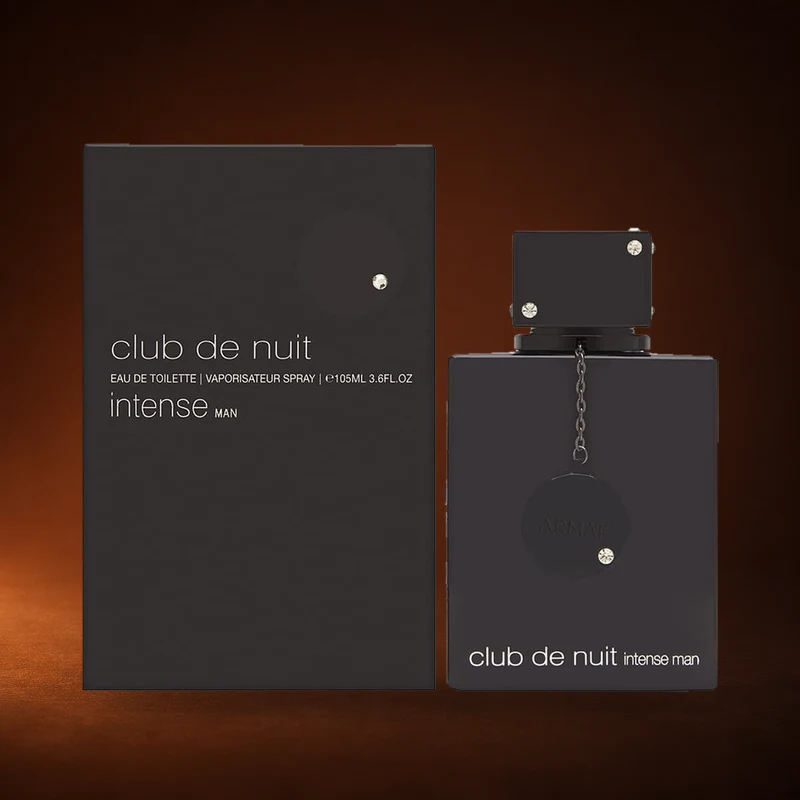 club de nuit
EAU DE TOILETTE | VAPORISATEUR SPRAY | ℮105ML 3.6FL.OZ
intense MAN
ARMAF
club de nuit intense man